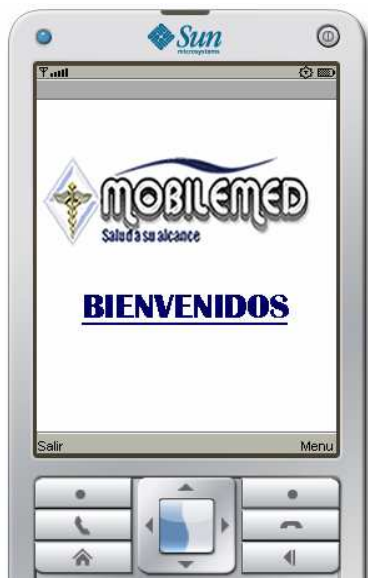 Sun
microsystems
MOBILEMED
Salud a su alcance
BIENVENIDOS
Salir Menu